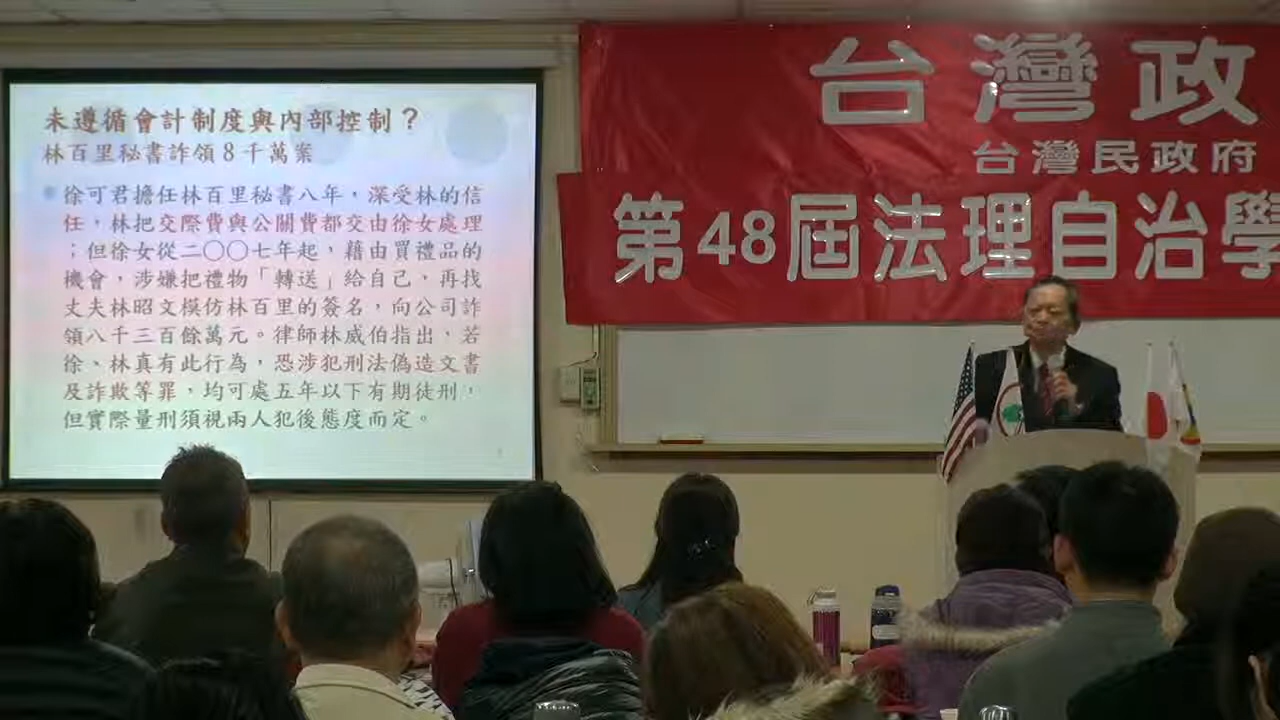 未遵循會計制度與內部控制？
林百里秘書詐領8千萬案
徐可君擔任林百里秘書八年，深受林的信
任，林把交際費與公關費都交由徐女處理
；但徐女從二〇〇七年起，藉由買禮品的
機會，涉嫌把禮物「轉送」給自己，再找
丈夫林昭文模仿林百里的簽名，向公司詐
領八千三百餘萬元。律師林威伯指出，若
徐、林真有此行為，恐涉犯刑法偽造文書
及詐欺等罪，均可處五年以下有期徒刑，
但實際量刑須視兩人犯後態度而定。
台灣政
台灣民政府
第48屆法理自治學